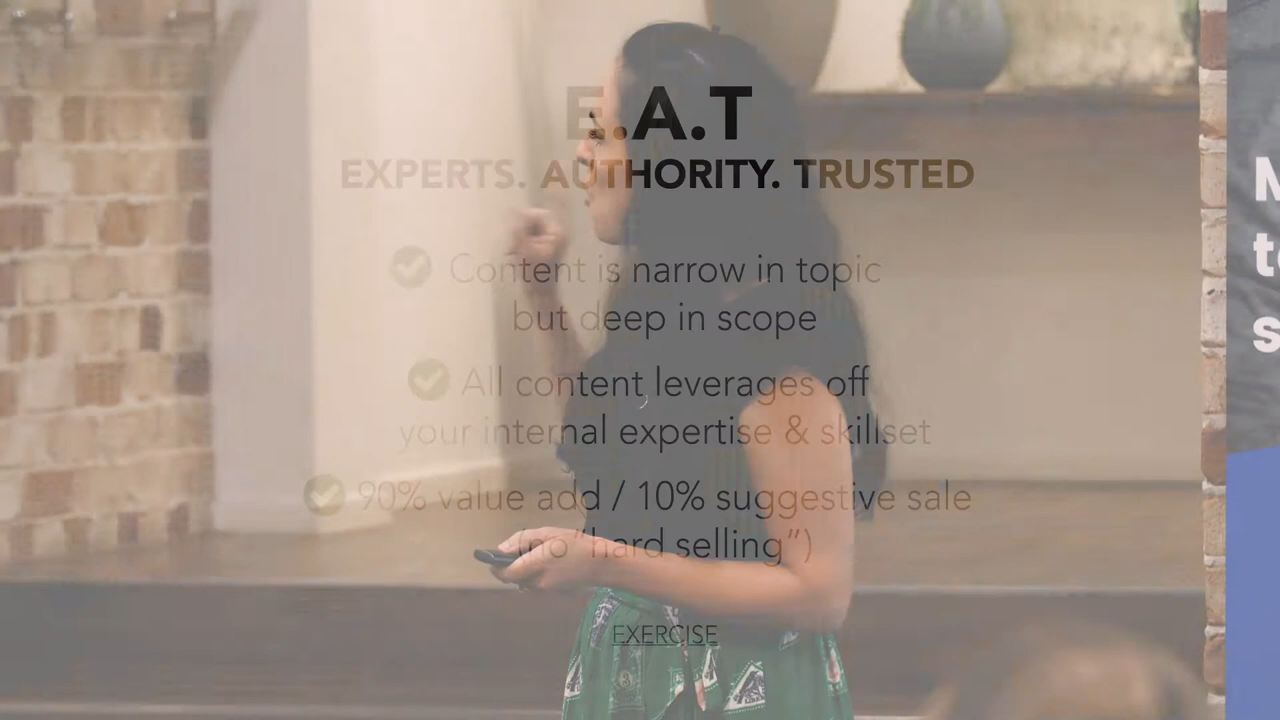 E.A.T
EXPERTS. AUTHORITY. TRUSTED
Content is narrow in topic
but deep in scope
All content leverages off
your internal expertise & skillset
90% value add / 10% suggestive sale
(no “hard selling”)
EXERCISE